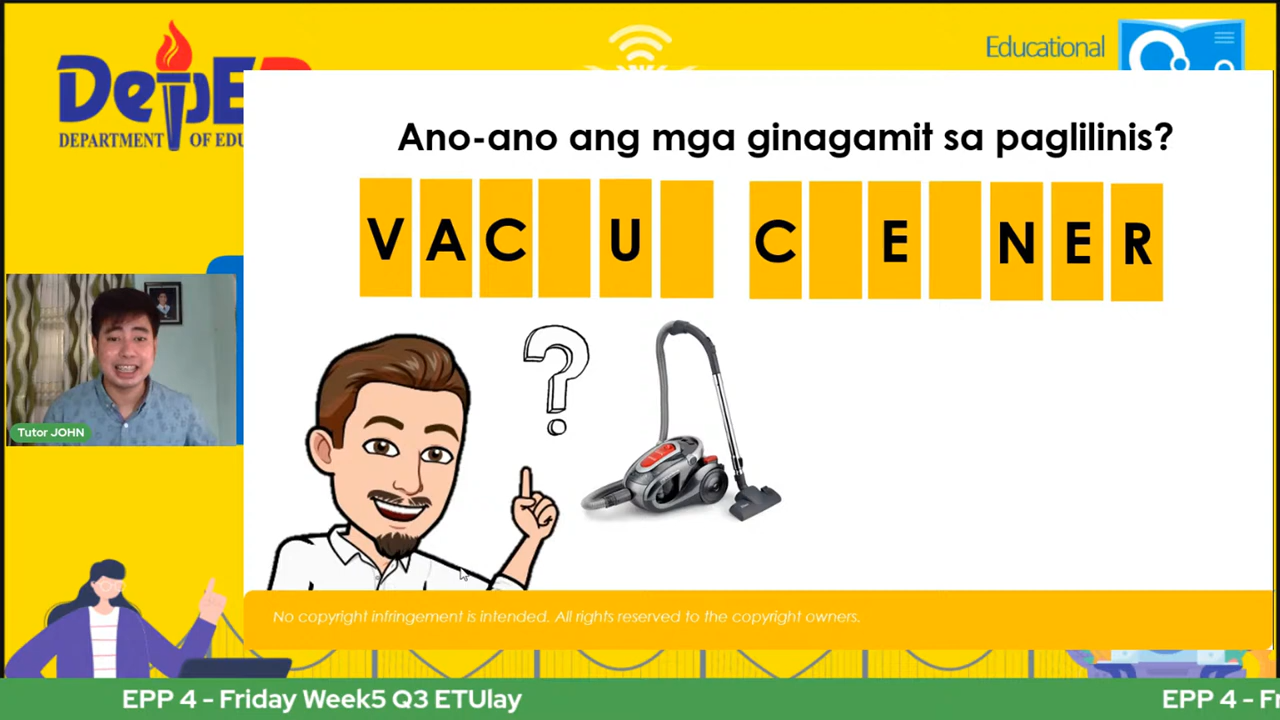 DepED
DEPARTMENT OF EDU
Educational
Ano-ano ang mga ginagamit sa paglilinis?
VAC U C E NER
?
Tutor JOHN
No copyright infringement is intended. All rights reserved to the copyright owners.
EPP 4 - Friday Week5 Q3 ETUlay
EPP 4 - Fr